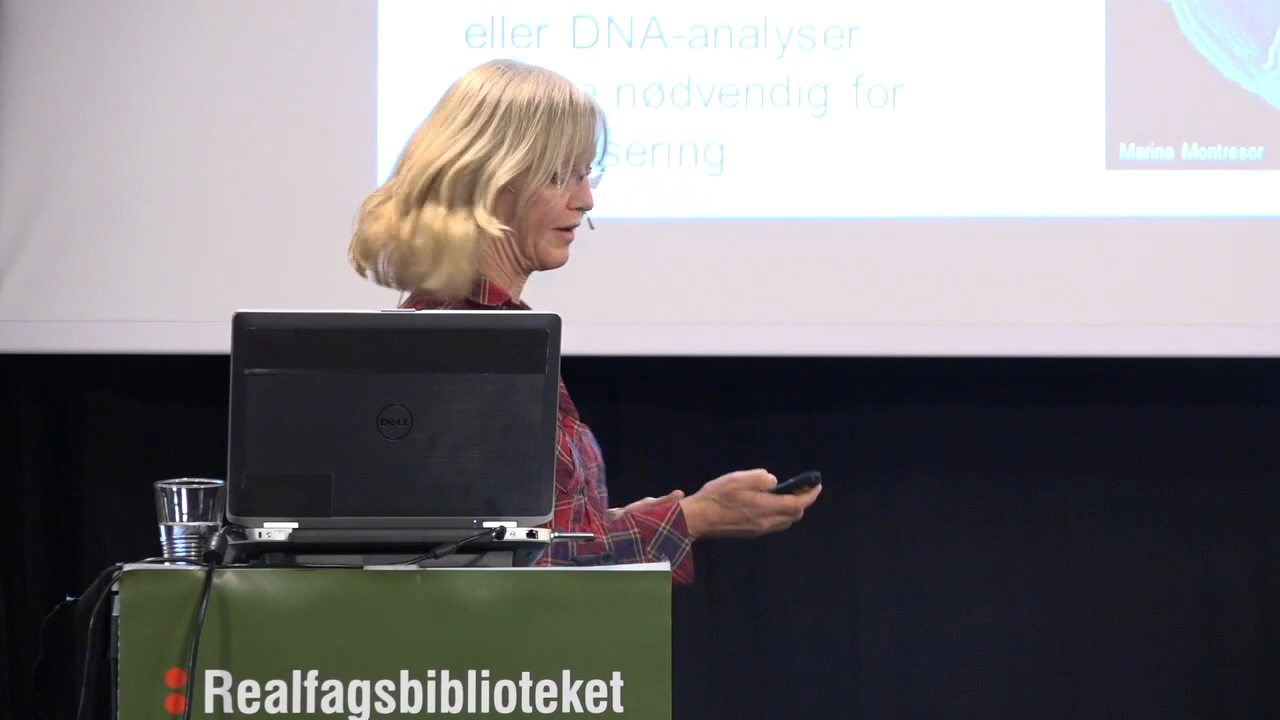 eller DNA-analyser
nødvendig for
sering
Marina Montresor
DELL
Realfagsbiblioteket